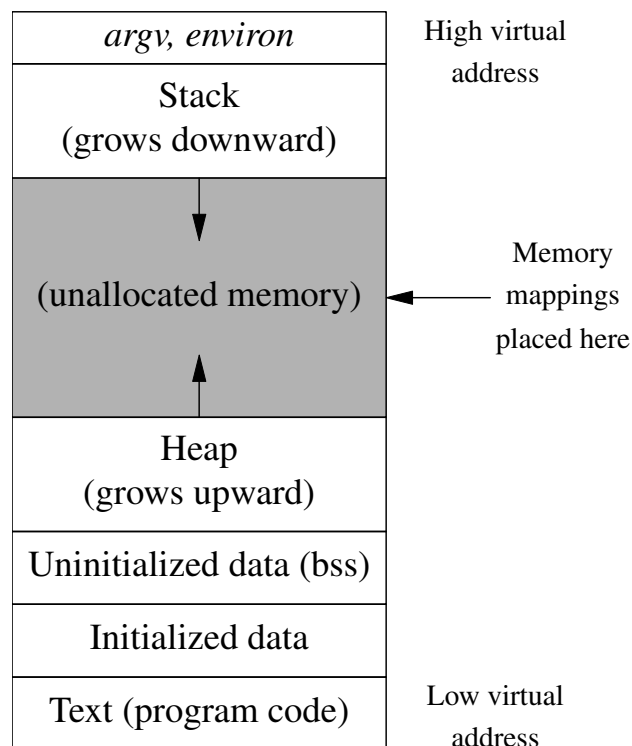 argv, environ
High virtual
address
Stack
(grows downward)
(unallocated memory)
Memory
mappings
placed here
Heap
(grows upward)
Uninitialized data (bss)
Initialized data
Text (program code)
Low virtual
address